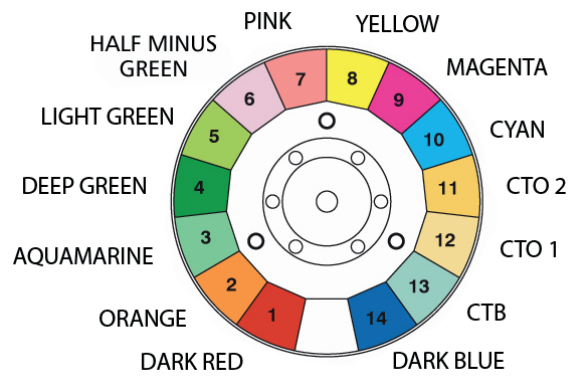 PINK
YELLOW
HALF MINUS
GREEN
MAGENTA
LIGHT GREEN
CYAN
DEEP GREEN
CTO 2
AQUAMARINE
CTO 1
ORANGE
CTB
DARK RED
DARK BLUE
7
8
6
9
5
10
4
11
3
12
2
13
1
14